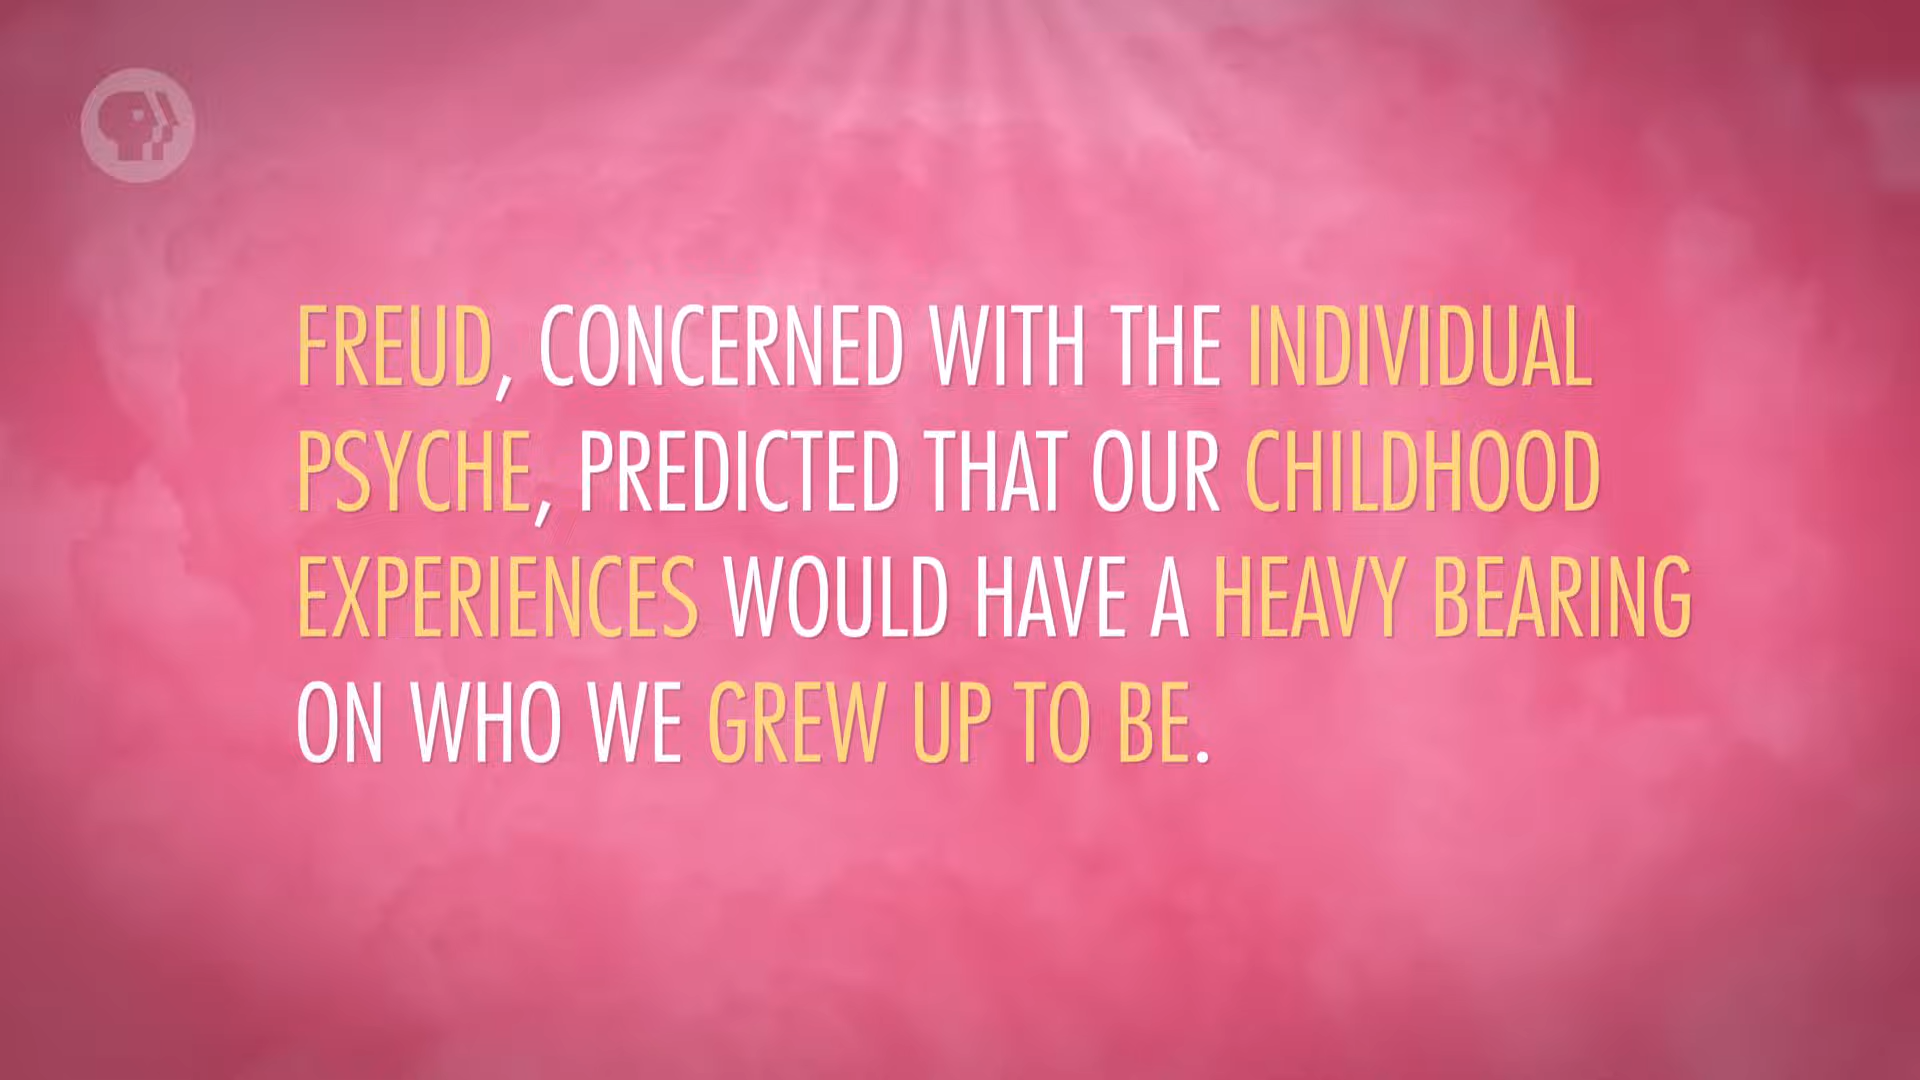 FREUD, CONCERNED WITH THE INDIVIDUAL
PSYCHE, PREDICTED THAT OUR CHILDHOOD
EXPERIENCES WOULD HAVE A HEAVY BEARING
ON WHO WE GREW UP TO BE.